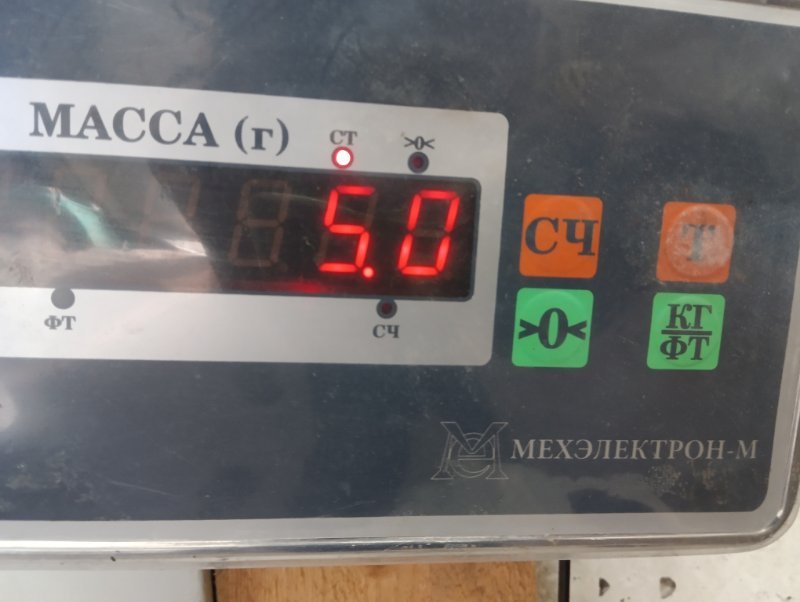 МАССА (г)
СТ
>0<
5.0
ФТ
СЧ
СЧ
Т
>0<
КГ
ФТ
МЕХЭЛЕКТРОН-М